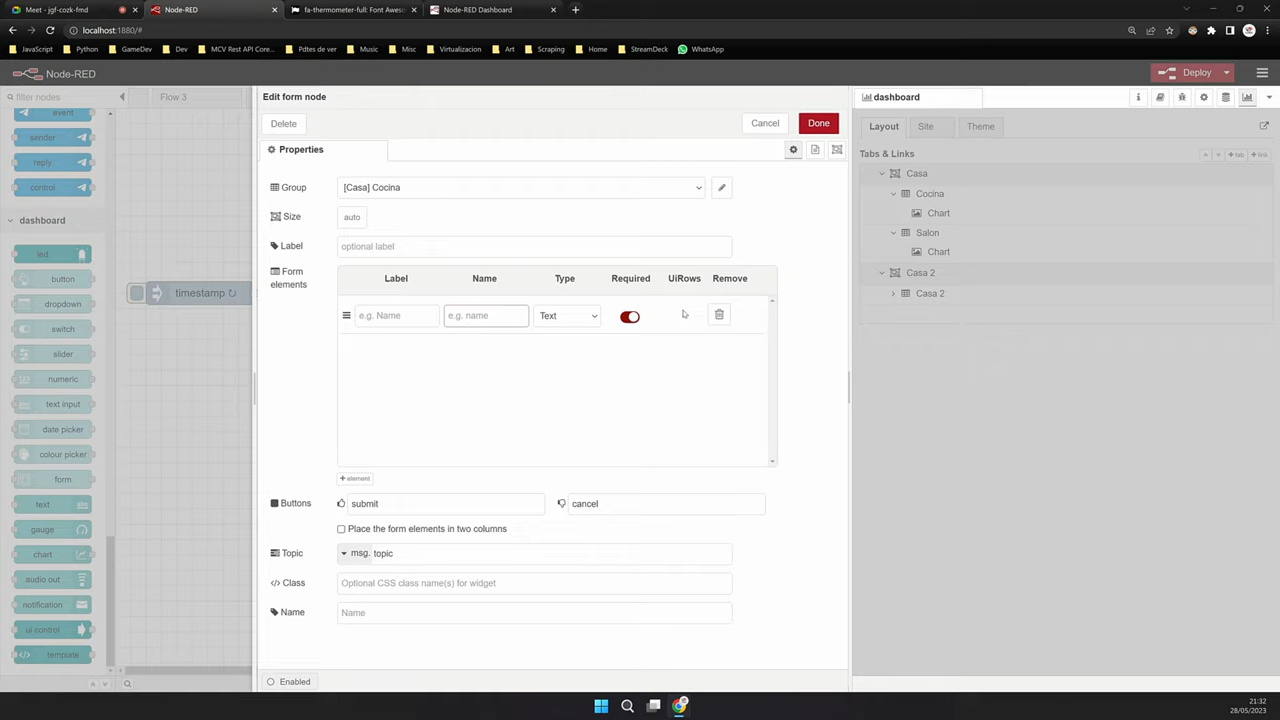 Meet - jgf-cozk-fmd
Node-RED
fa-thermometer-full: Font Aweso
Node-RED Dashboard
localhost:1880/#
JavaScript
Python
GameDev
Dev
MCV Rest API Core...
Pdtes de ver
Music
Misc
Virtualizacion
Art
Scraping
Home
StreamDeck
WhatsApp
Node-RED
Deploy
filter nodes
Flow 3
Edit form node
dashboard
Delete
Cancel
Done
Properties
event
sender
reply
control
dashboard
led
button
dropdown
switch
slider
numeric
text input
date picker
colour picker
form
text
gauge
chart
audio out
notification
ui control
template
timestamp ↻
Group
[Casa] Cocina
Size
auto
Label
optional label
Form elements
Label
Name
Type
Required
UiRows
Remove
e.g. Name
e.g. name
Text
+ element
Buttons
submit
cancel
Place the form elements in two columns
Topic
msg. topic
Class
Optional CSS class name(s) for widget
Name
Name
Enabled
Layout
Site
Theme
Tabs & Links
+ tab
+ link
Casa
Cocina
Chart
Salon
Chart
Casa 2
Casa 2
21:32
28/05/2023